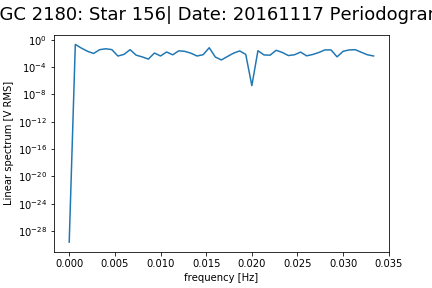 GC 2180: Star 156| Date: 20161117 Periodogram
10^0
10^-4
10^-8
10^-12
10^-16
10^-20
10^-24
10^-28
Linear spectrum [V RMS]
0.000 0.005 0.010 0.015 0.020 0.025 0.030 0.035
frequency [Hz]